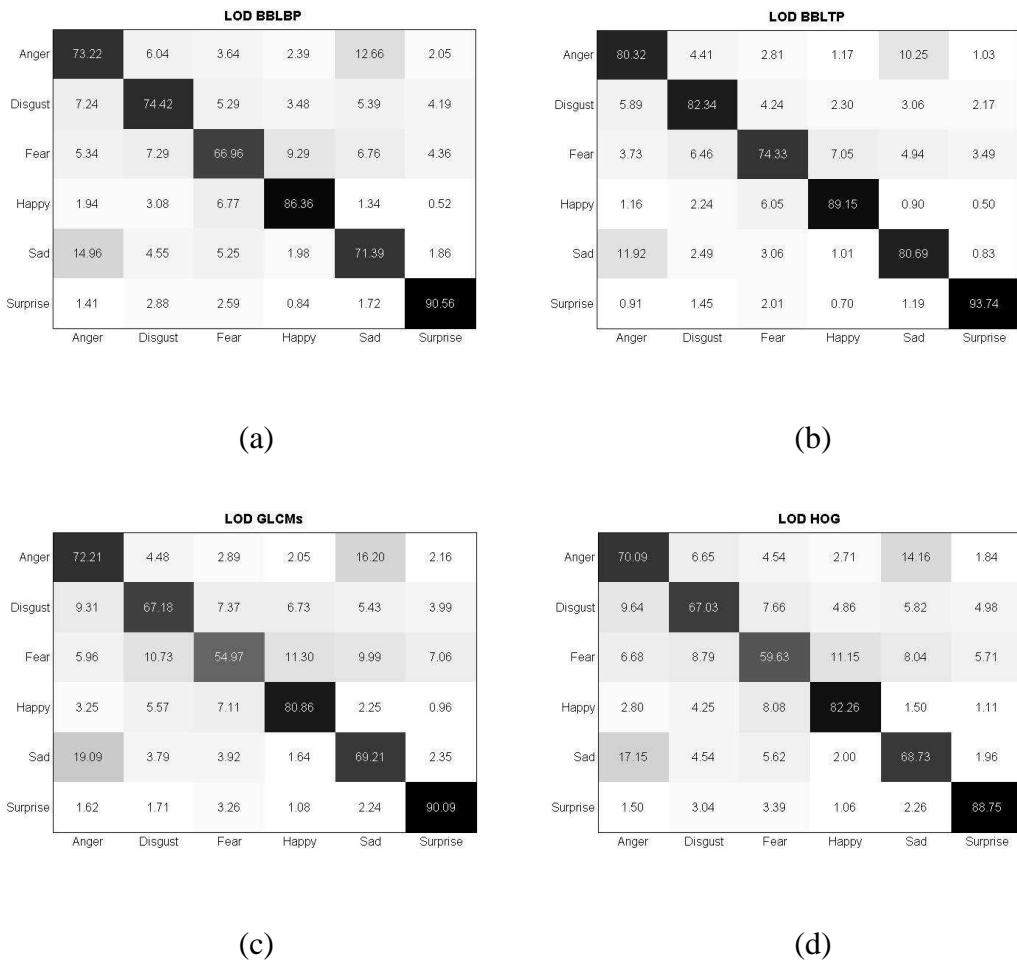 LOD BBLBP
Anger 73.22 6.04 3.64 2.39 12.66 2.05
Disgust 7.24 74.42 5.29 3.48 5.39 4.19
Fear 5.34 7.29 66.96 9.29 6.76 4.36
Happy 1.94 3.08 6.77 86.36 1.34 0.52
Sad 14.96 4.55 5.25 1.98 71.39 1.86
Surprise 1.41 2.88 2.59 0.84 1.72 90.56
Anger Disgust Fear Happy Sad Surprise
(a)
LOD BBLTP
Anger 80.32 4.41 2.81 1.17 10.25 1.03
Disgust 5.89 82.34 4.24 2.30 3.06 2.17
Fear 3.73 6.46 74.33 7.05 4.94 3.49
Happy 1.16 2.24 6.05 89.15 0.90 0.50
Sad 11.92 2.49 3.06 1.01 80.69 0.83
Surprise 0.91 1.45 2.01 0.70 1.19 93.74
Anger Disgust Fear Happy Sad Surprise
(b)
LOD GLCMs
Anger 72.21 4.48 2.89 2.05 16.20 2.16
Disgust 9.31 67.18 7.37 6.73 5.43 3.99
Fear 5.96 10.73 54.97 11.30 9.99 7.06
Happy 3.25 5.57 7.11 80.86 2.25 0.96
Sad 19.09 3.79 3.92 1.64 69.21 2.35
Surprise 1.62 1.71 3.26 1.08 2.24 90.09
Anger Disgust Fear Happy Sad Surprise
(c)
LOD HOG
Anger 70.09 6.65 4.54 2.71 14.16 1.84
Disgust 9.64 67.03 7.66 4.86 5.82 4.98
Fear 6.68 8.79 59.63 11.15 8.04 5.71
Happy 2.80 4.25 8.08 82.26 1.50 1.11
Sad 17.15 4.54 5.62 2.00 68.73 1.96
Surprise 1.50 3.04 3.39 1.06 2.26 88.75
Anger Disgust Fear Happy Sad Surprise
(d)